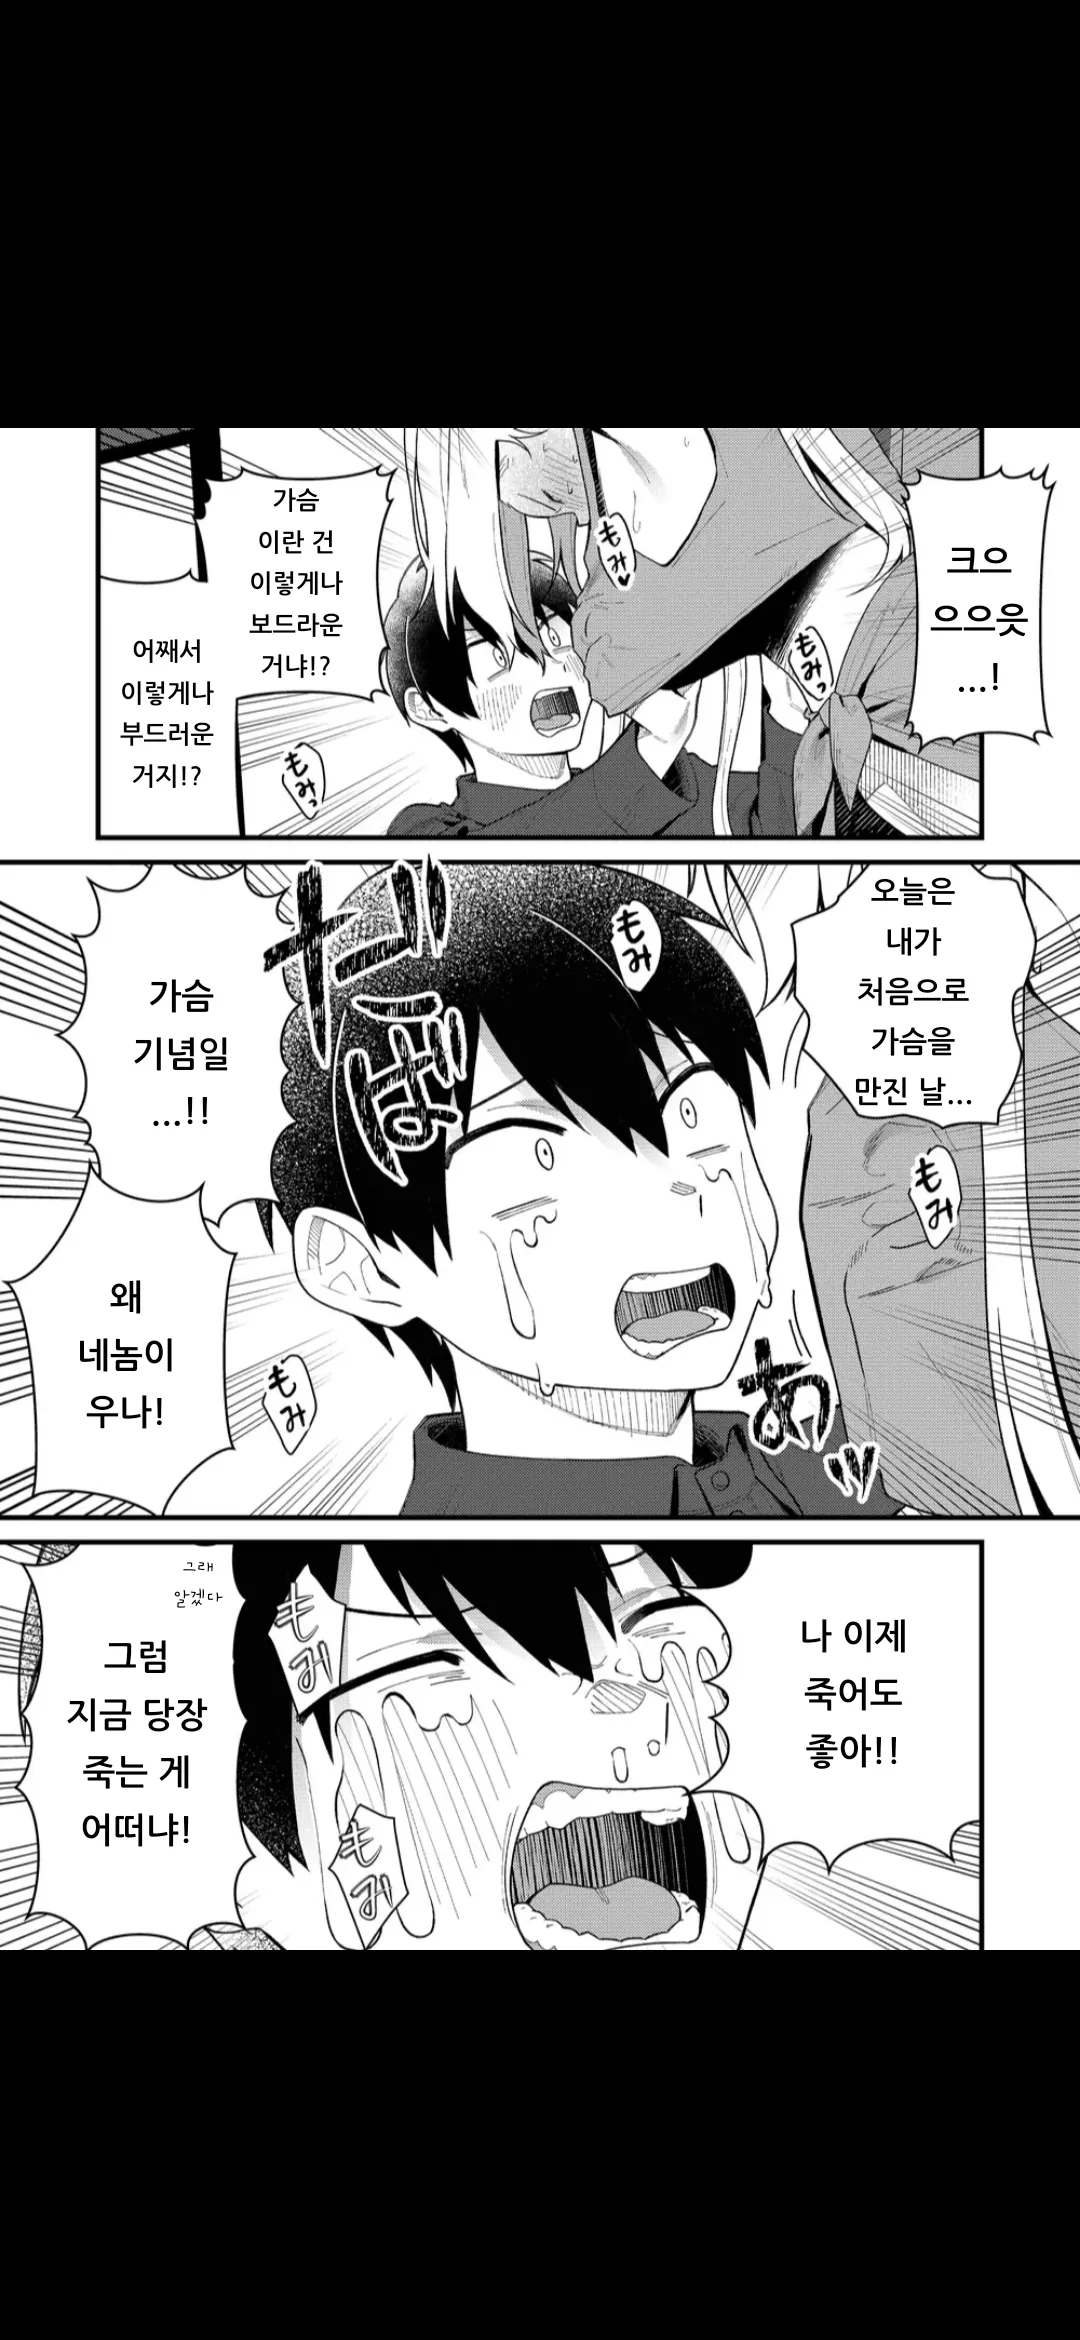 크으
으으읏
...!
가슴
이란 건
이렇게나
보드라운
거냐!?
어째서
이렇게나
부드러운
거지!?
もみ♥
もみっ
もみっ
오늘은
내가
처음으로
가슴을
만진 날...
가슴
기념일
...!!
왜
네놈이
우나!
もみ
もみ
もみ
だばあッ
나 이제
죽어도
좋아!!
그래
알겠다
그럼
지금 당장
죽는 게
어떠냐!
もみ
もみ